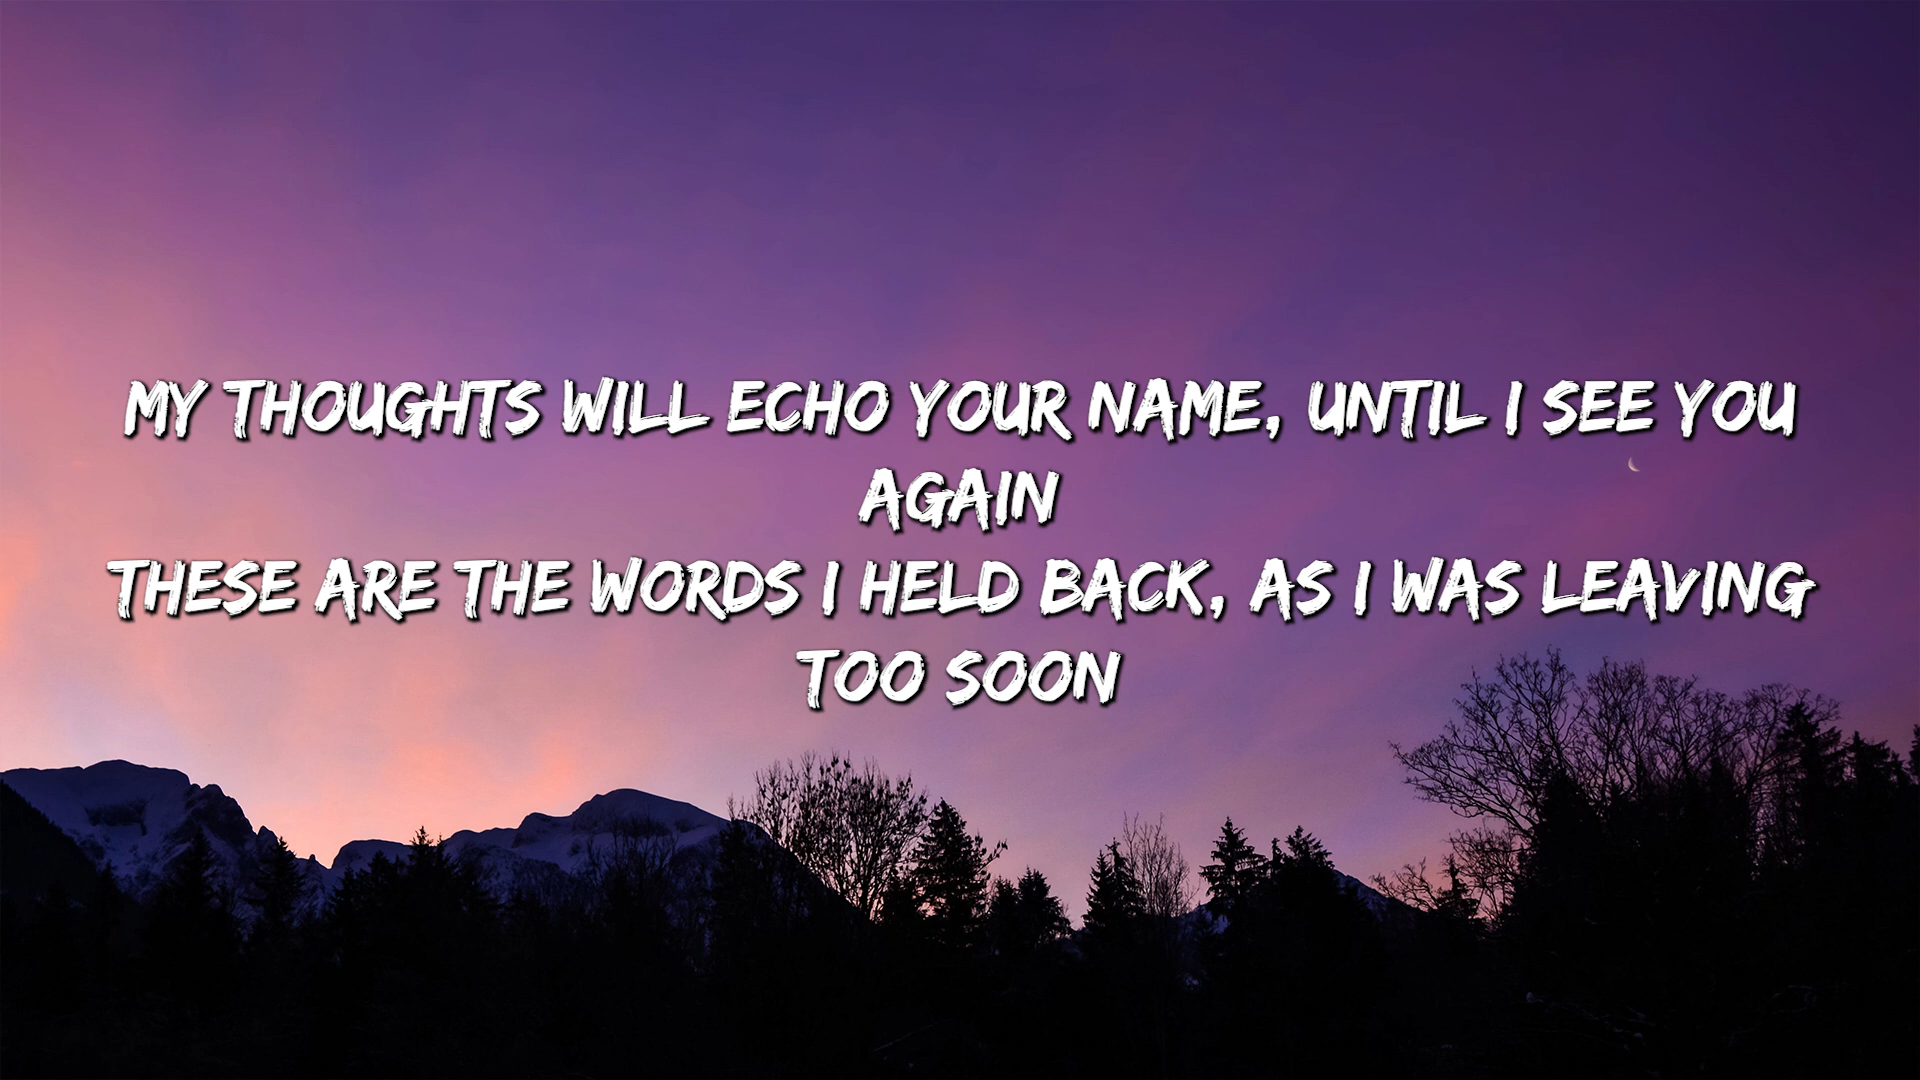 MY THOUGHTS WILL ECHO YOUR NAME, UNTIL I SEE YOU
AGAIN
THESE ARE THE WORDS I HELD BACK, AS I WAS LEAVING
TOO SOON